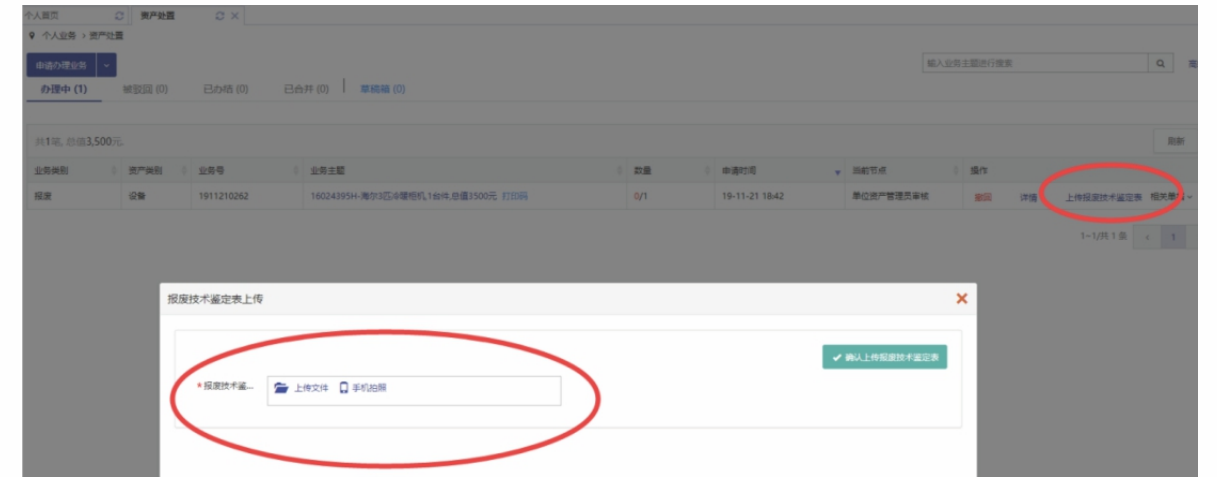 个人首页 资产处置
个人业务 > 资产处置
申请办理业务 输入业务主题进行搜索
办理中 (1) 被驳回 (0) 已办结 (0) 已合并 (0) 草稿箱 (0)
共1笔, 总值3,500元. 刷新
业务类别 资产类别 业务号 业务主题 数量 申请时间 当前节点 操作
报废 设备 1911210262 16024395H-海尔3匹冷暖柜机,1台件,总值3500元 打印码 0/1 19-11-21 18:42 单位资产管理员审核 撤回 详情 上传报废技术鉴定表 相关单据
1~1/共 1 条 1
报废技术鉴定表上传
确认上传报废技术鉴定表
*报废技术鉴... 上传文件 手机拍照